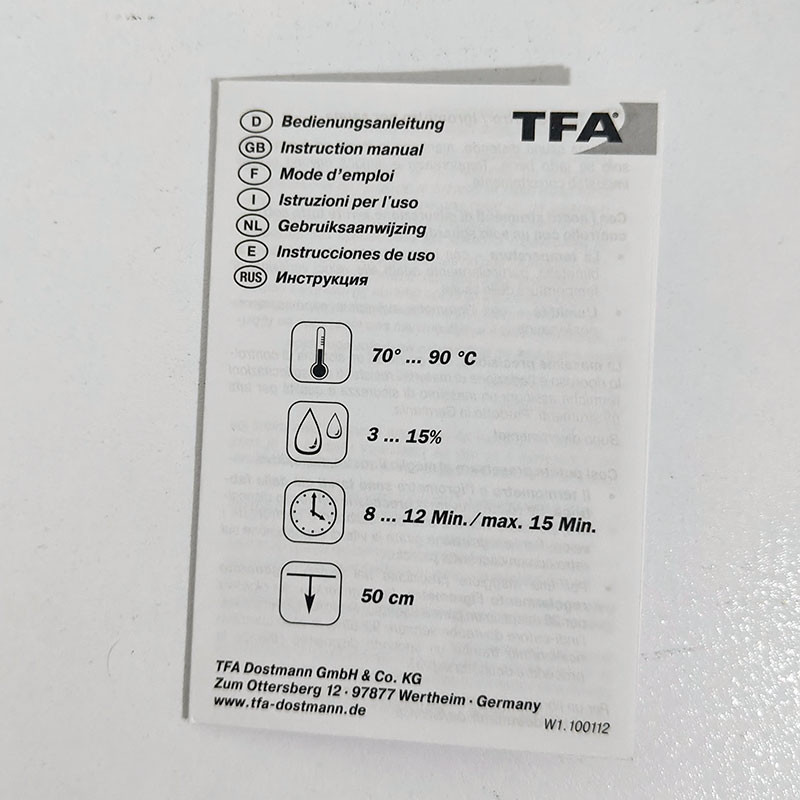 TFA®
D Bedienungsanleitung
GB Instruction manual
F Mode d'emploi
I Istruzioni per l'uso
NL Gebruiksaanwijzing
E Instrucciones de uso
RUS Инструкция
70° ... 90 °C
3 ... 15%
8 ... 12 Min./max. 15 Min.
50 cm
TFA Dostmann GmbH & Co. KG
Zum Ottersberg 12 · 97877 Wertheim · Germany
www.tfa-dostmann.de
W1.100112